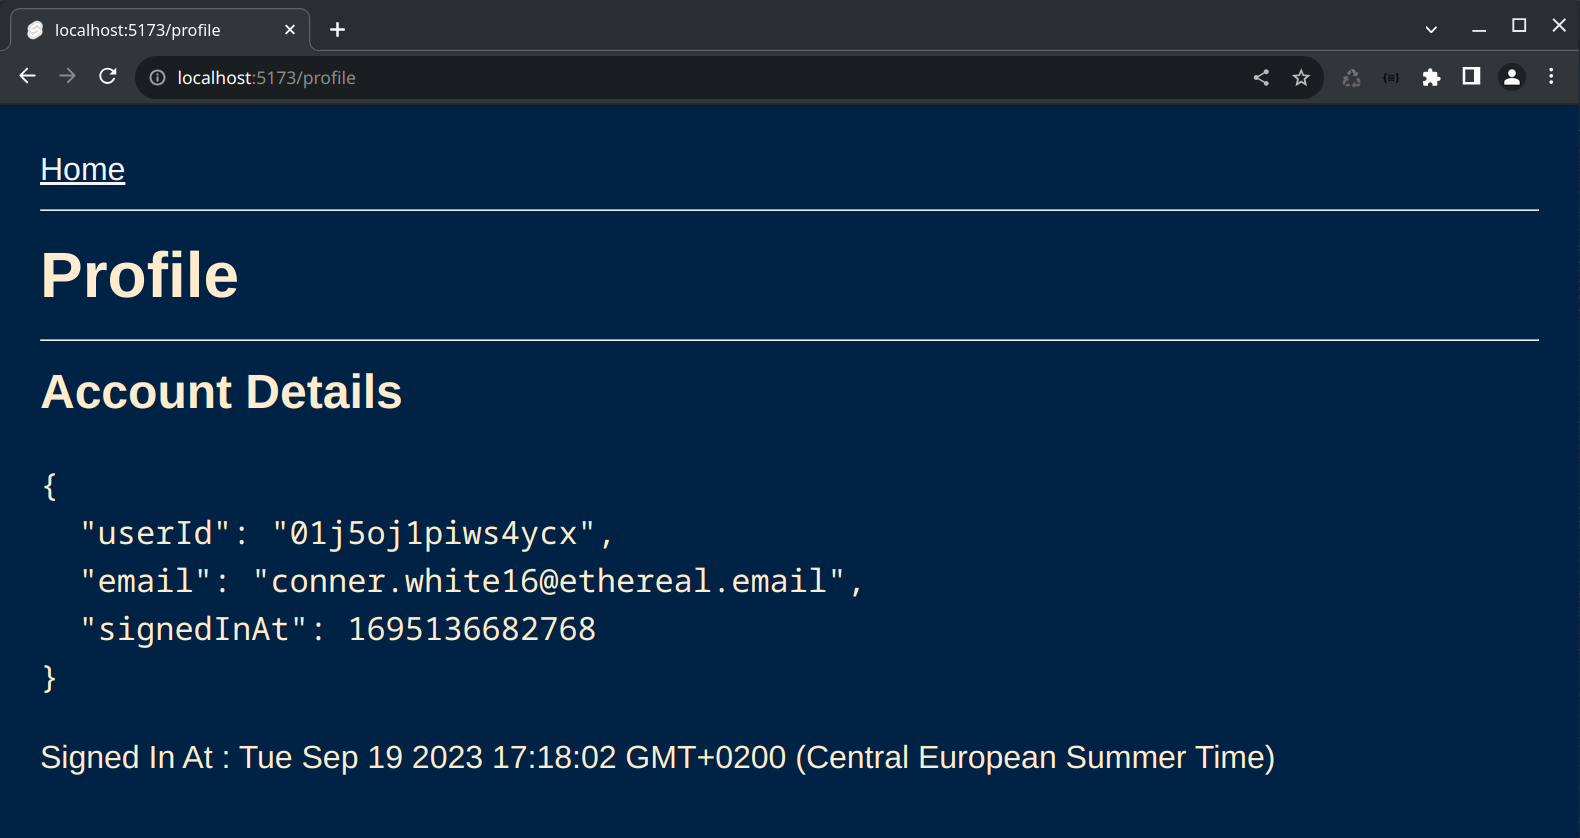 localhost:5173/profile
localhost:5173/profile
Home
Profile
Account Details
{
  "userId": "01j5oj1piws4ycx",
  "email": "conner.white16@ethereal.email",
  "signedInAt": 1695136682768
}
Signed In At : Tue Sep 19 2023 17:18:02 GMT+0200 (Central European Summer Time)